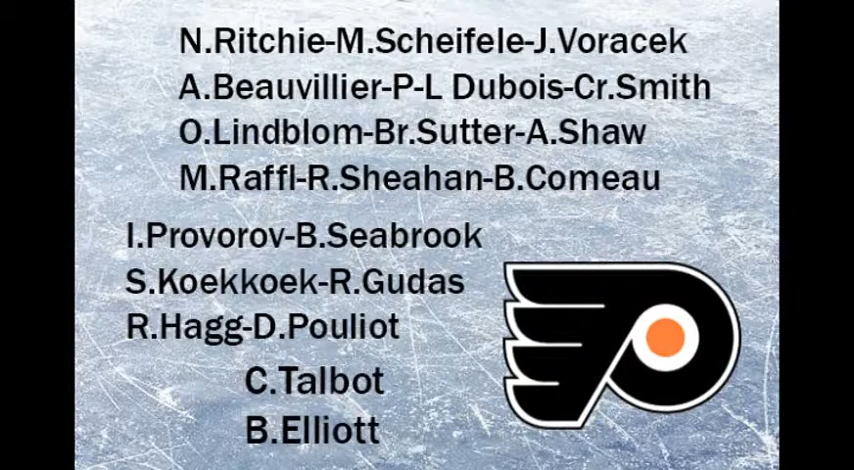 N.Ritchie-M.Scheifele-J.Voracek
A.Beauvillier-P-L Dubois-Cr.Smith
O.Lindblom-Br.Sutter-A.Shaw
M.Raffl-R.Sheahan-B.Comeau
I.Provorov-B.Seabrook
S.Koekkoek-R.Gudas
R.Hagg-D.Pouliot
C.Talbot
B.Elliott